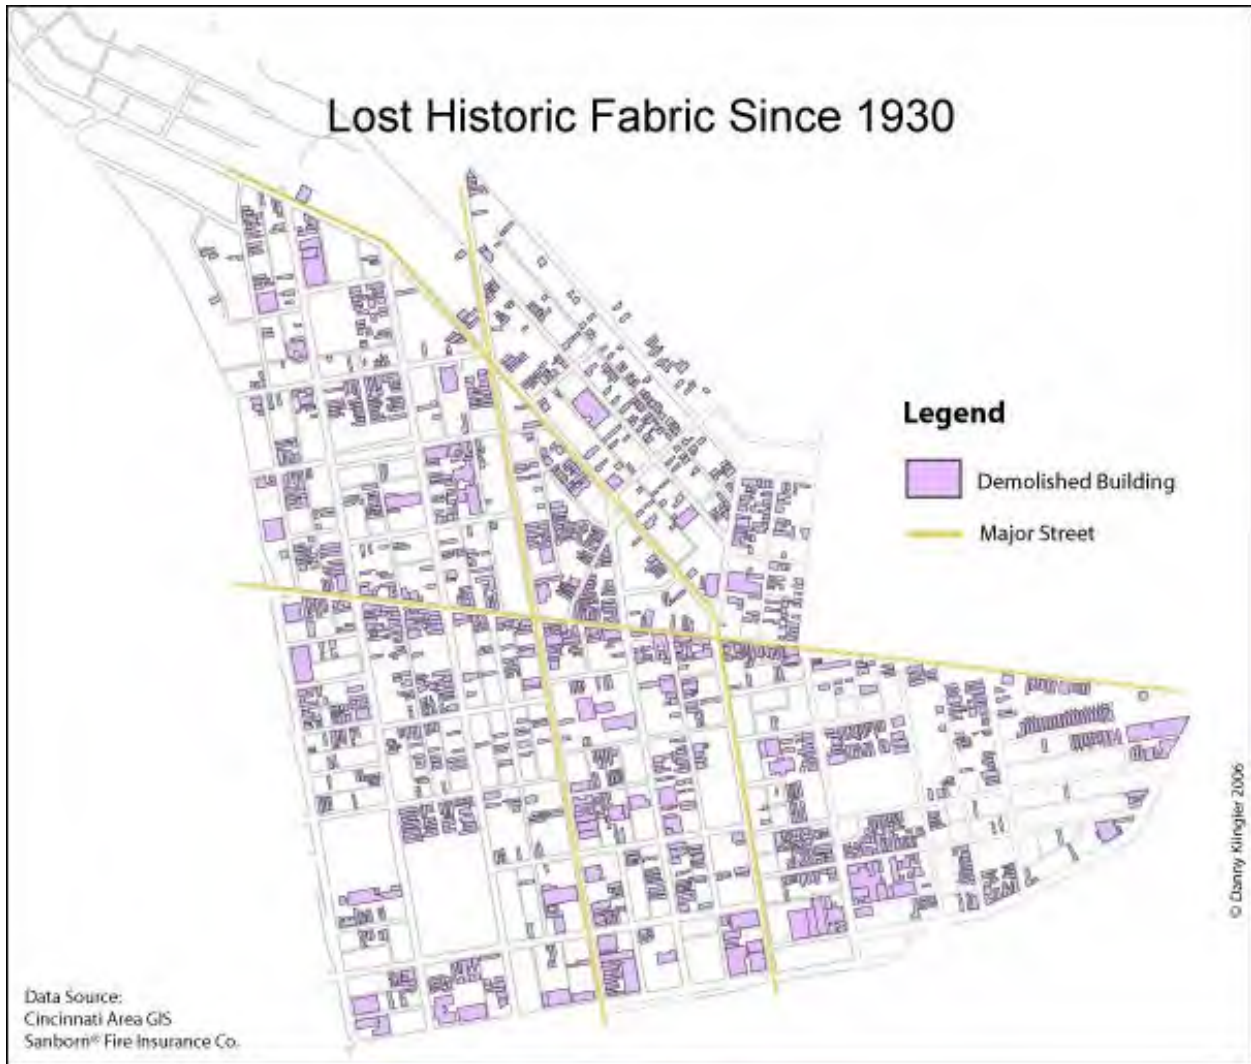 Lost Historic Fabric Since 1930
Legend
Demolished Building
Major Street
© Danny Klingler 2006
Data Source:
Cincinnati Area GIS
Sanborn® Fire Insurance Co.